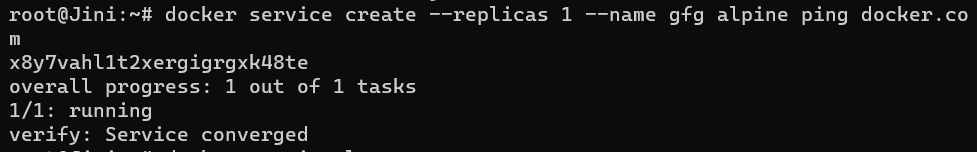 root@Jini:~# docker service create --replicas 1 --name gfg alpine ping docker.co
m
x8y7vahl1t2xergigrgxk48te
overall progress: 1 out of 1 tasks
1/1: running
verify: Service converged